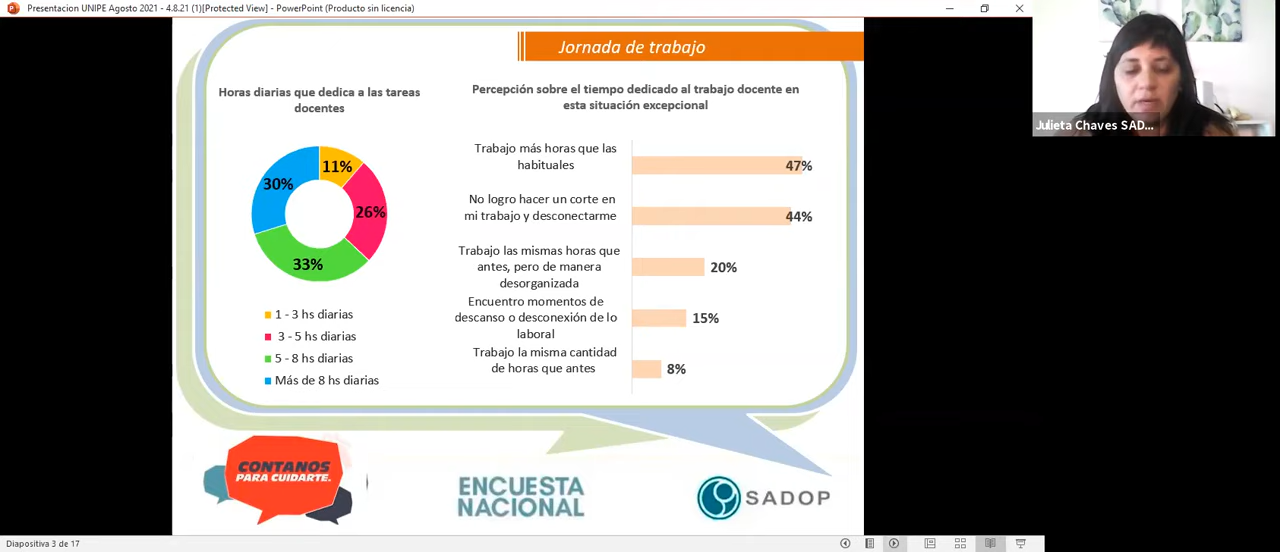 Presentacion UNIPE Agosto 2021 - 4.8.21 (1)[Protected View] - PowerPoint (Producto sin licencia)
Jornada de trabajo
Horas diarias que dedica a las tareas
docentes
11%
26%
33%
30%
1 - 3 hs diarias
3 - 5 hs diarias
5 - 8 hs diarias
Más de 8 hs diarias
Percepción sobre el tiempo dedicado al trabajo docente en
esta situación excepcional
Trabajo más horas que las
habituales
47%
No logro hacer un corte en
mi trabajo y desconectarme
44%
Trabajo las mismas horas que
antes, pero de manera
desorganizada
20%
Encuentro momentos de
descanso o desconexión de lo
laboral
15%
Trabajo la misma cantidad
de horas que antes
8%
CONTANOS
PARA CUIDARTE.
ENCUESTA
NACIONAL
SADOP
Julieta Chaves SAD...
Diapositiva 3 de 17